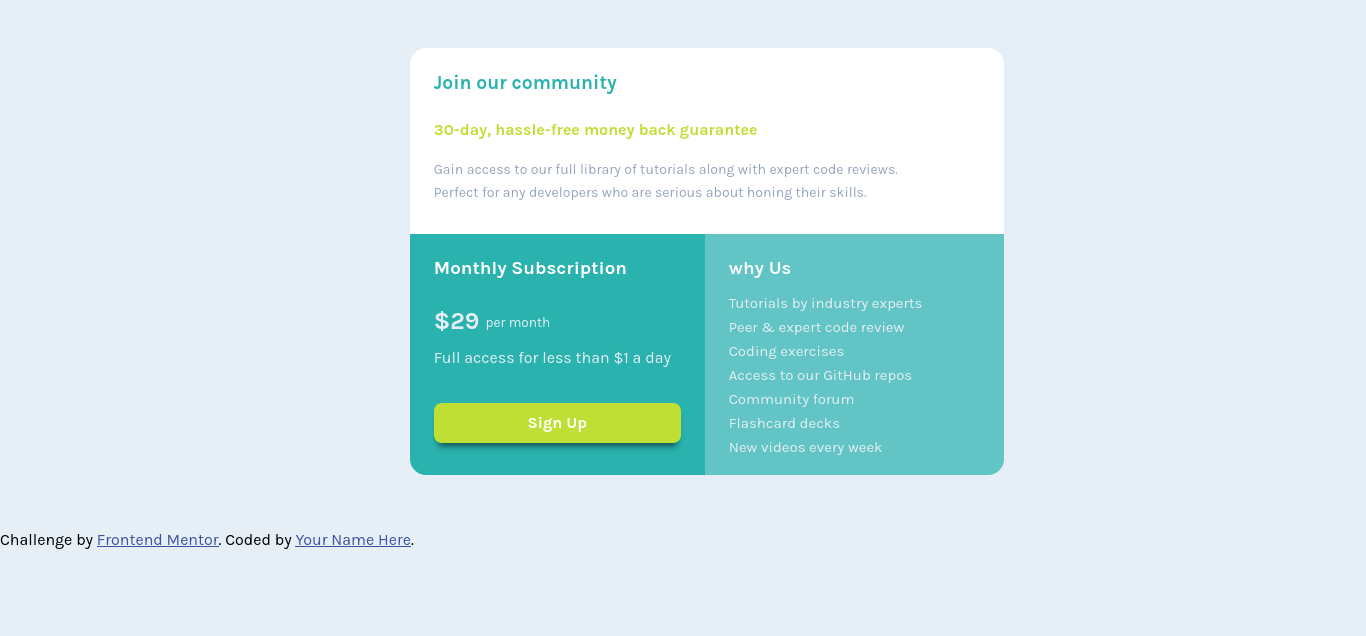 Join our community
30-day, hassle-free money back guarantee
Gain access to our full library of tutorials along with expert code reviews.
Perfect for any developers who are serious about honing their skills.
Monthly Subscription
$29 per month
Full access for less than $1 a day
Sign Up
why Us
Tutorials by industry experts
Peer & expert code review
Coding exercises
Access to our GitHub repos
Community forum
Flashcard decks
New videos every week
Challenge by Frontend Mentor. Coded by Your Name Here.